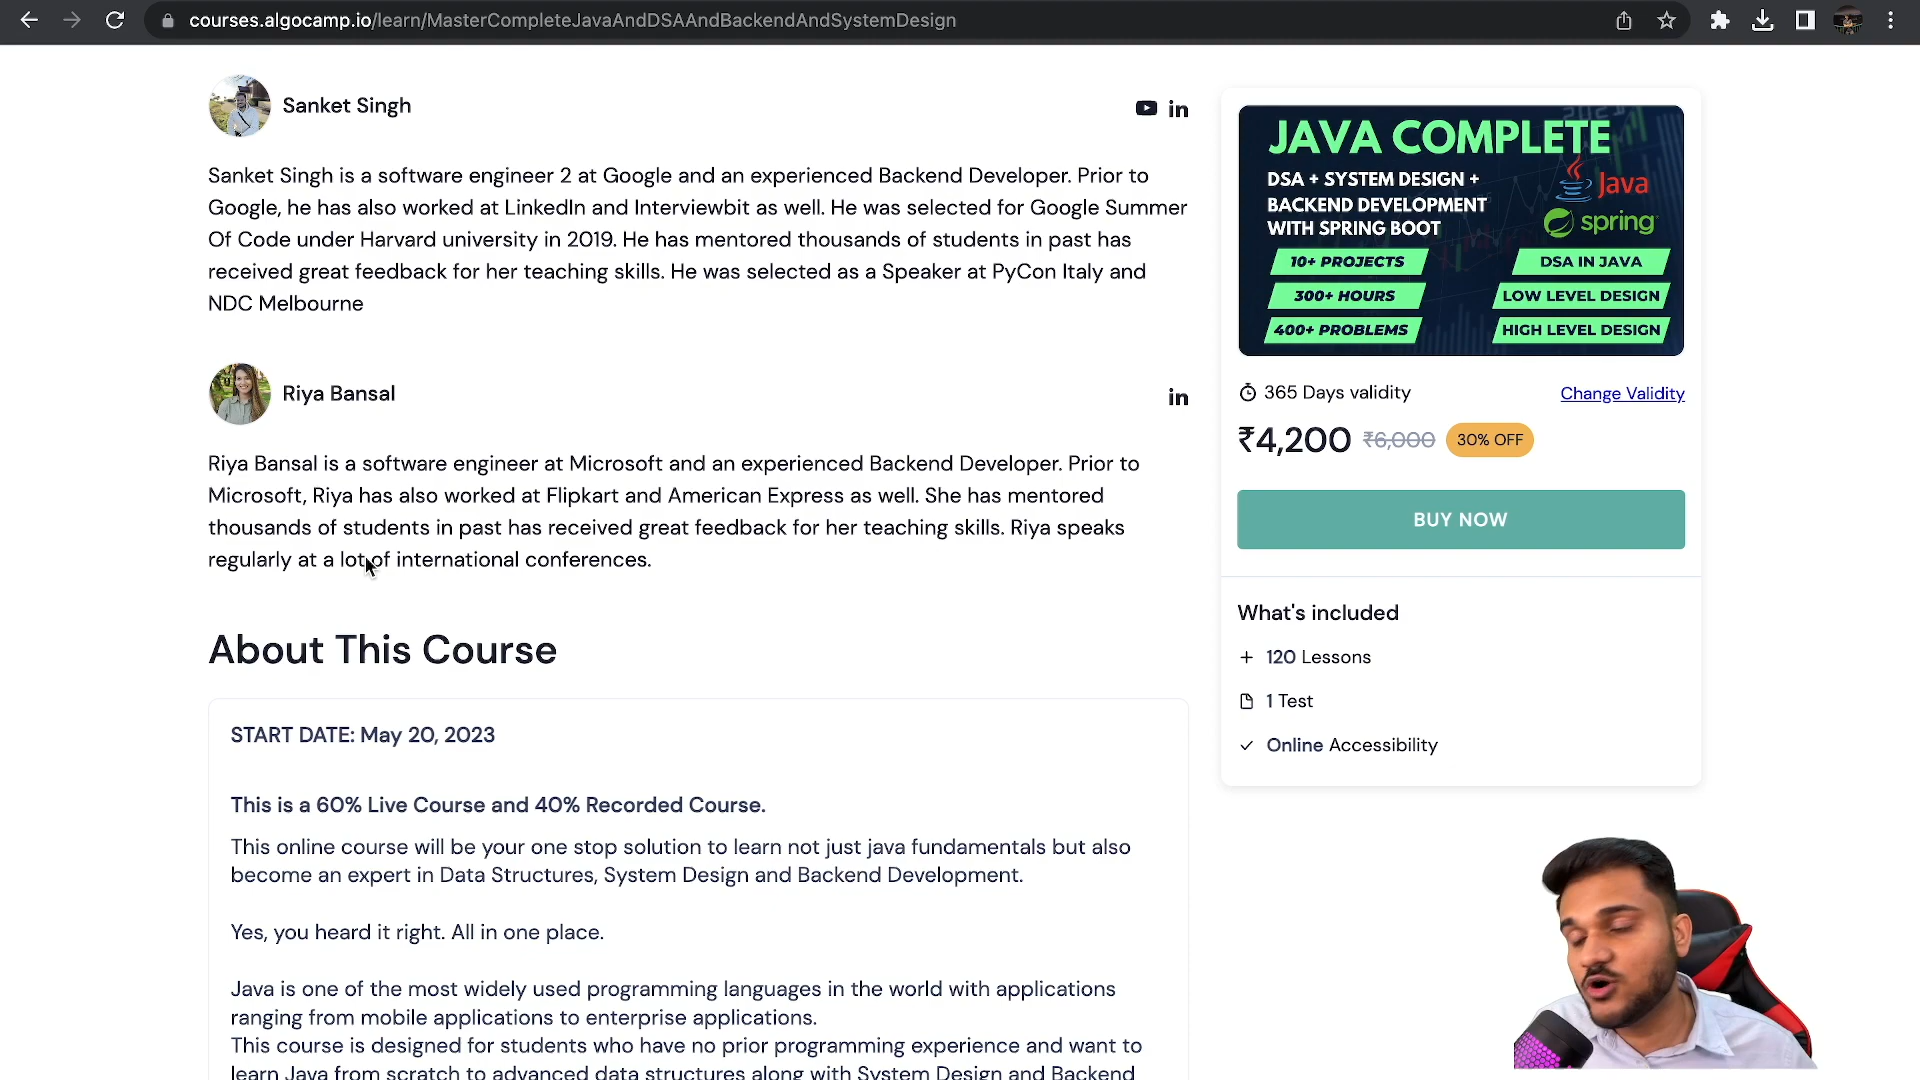 courses.algocamp.io/learn/MasterCompleteJavaAndDSAAndBackendAndSystemDesign
Sanket Singh
in
Sanket Singh is a software engineer 2 at Google and an experienced Backend Developer. Prior to
Google, he has also worked at LinkedIn and Interviewbit as well. He was selected for Google Summer
Of Code under Harvard university in 2019. He has mentored thousands of students in past has
received great feedback for her teaching skills. He was selected as a Speaker at PyCon Italy and
NDC Melbourne
Riya Bansal
in
Riya Bansal is a software engineer at Microsoft and an experienced Backend Developer. Prior to
Microsoft, Riya has also worked at Flipkart and American Express as well. She has mentored
thousands of students in past has received great feedback for her teaching skills. Riya speaks
regularly at a lot of international conferences.
About This Course
START DATE: May 20, 2023
This is a 60% Live Course and 40% Recorded Course.
This online course will be your one stop solution to learn not just java fundamentals but also
become an expert in Data Structures, System Design and Backend Development.
Yes, you heard it right. All in one place.
Java is one of the most widely used programming languages in the world with applications
ranging from mobile applications to enterprise applications.
This course is designed for students who have no prior programming experience and want to
learn Java from scratch to advanced data structures along with System Design and Backend
JAVA COMPLETE
DSA + SYSTEM DESIGN +
BACKEND DEVELOPMENT
WITH SPRING BOOT
Java
spring
10+ PROJECTS
DSA IN JAVA
300+ HOURS
LOW LEVEL DESIGN
400+ PROBLEMS
HIGH LEVEL DESIGN
365 Days validity
Change Validity
₹4,200 ₹6,000 30% OFF
BUY NOW
What's included
120 Lessons
1 Test
Online Accessibility